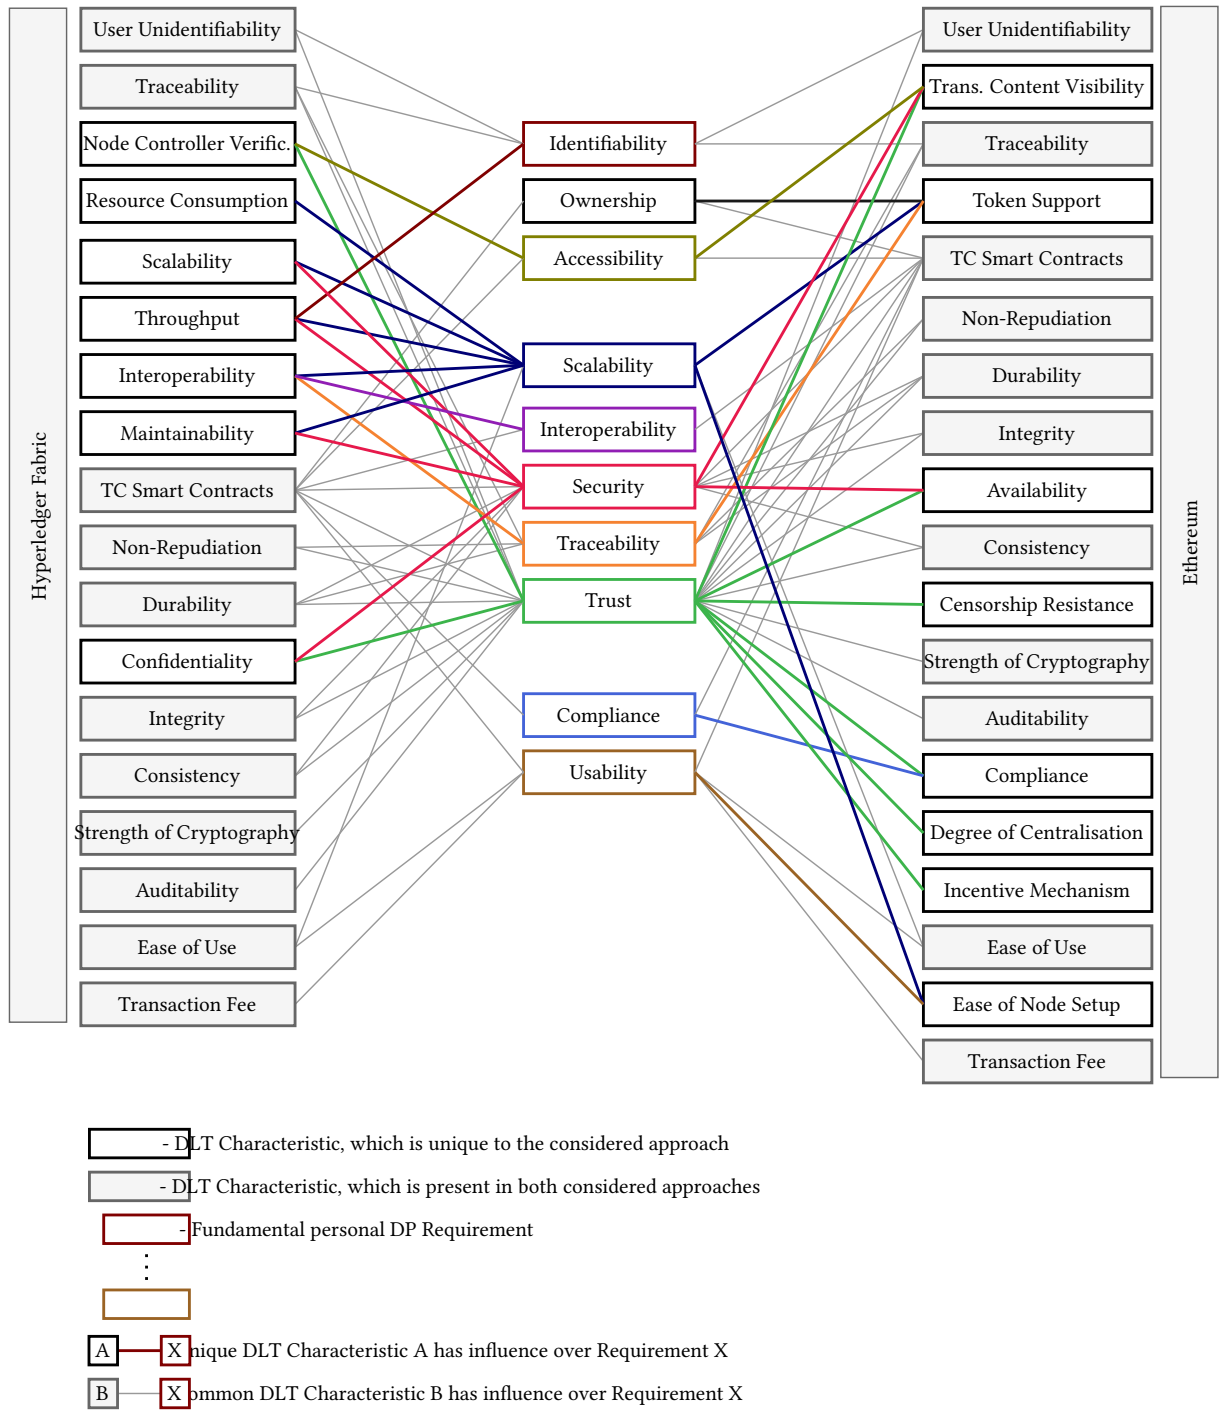 Hyperledger Fabric
User Unidentifiability
Traceability
Node Controller Verific.
Resource Consumption
Scalability
Throughput
Interoperability
Maintainability
TC Smart Contracts
Non-Repudiation
Durability
Confidentiality
Integrity
Consistency
Strength of Cryptography
Auditability
Ease of Use
Transaction Fee
Identifiability
Ownership
Accessibility
Scalability
Interoperability
Security
Traceability
Trust
Compliance
Usability
User Unidentifiability
Trans. Content Visibility
Traceability
Token Support
TC Smart Contracts
Non-Repudiation
Durability
Integrity
Availability
Consistency
Censorship Resistance
Strength of Cryptography
Auditability
Compliance
Degree of Centralisation
Incentive Mechanism
Ease of Use
Ease of Node Setup
Transaction Fee
Ethereum
- DLT Characteristic, which is unique to the considered approach
- DLT Characteristic, which is present in both considered approaches
- Fundamental personal DP Requirement
A X nique DLT Characteristic A has influence over Requirement X
B X ommon DLT Characteristic B has influence over Requirement X